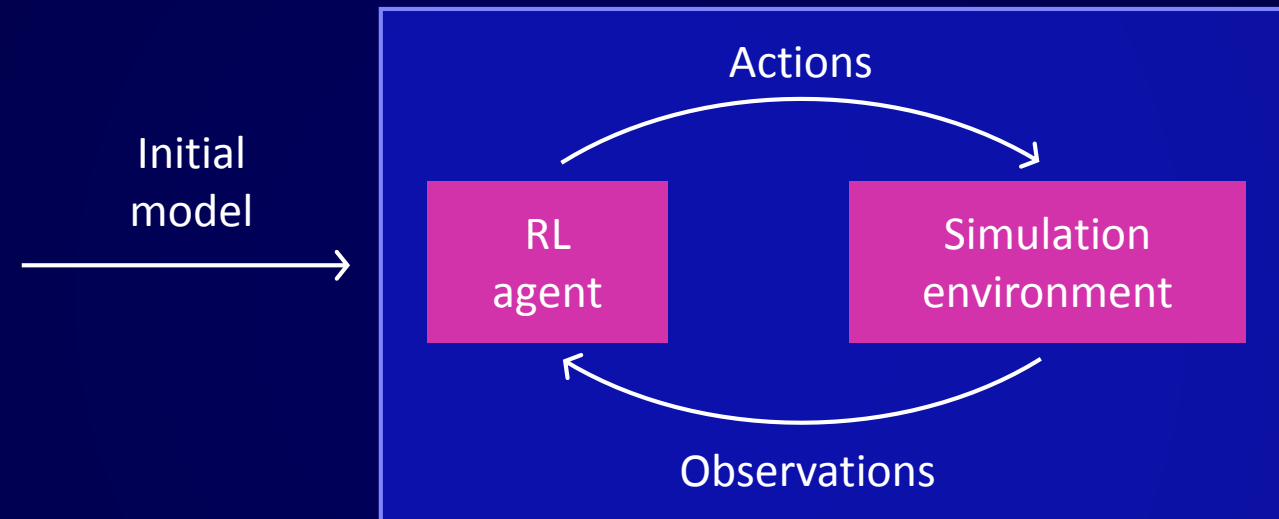 Actions
Initial
model
RL
agent
Simulation
environment
Observations